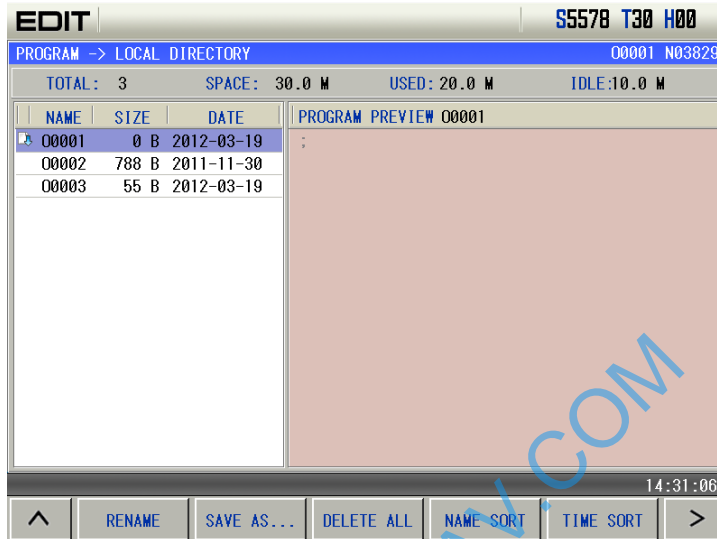 EDIT S5578 T30 H00
PROGRAM -> LOCAL DIRECTORY O0001 N03829
TOTAL: 3 SPACE: 30.0 M USED: 20.0 M IDLE:10.0 M
NAME SIZE DATE PROGRAM PREVIEW O0001
O0001 0 B 2012-03-19 ;
O0002 788 B 2011-11-30
O0003 55 B 2012-03-19
14:31:06
^ RENAME SAVE AS... DELETE ALL NAME SORT TIME SORT >
W.COM